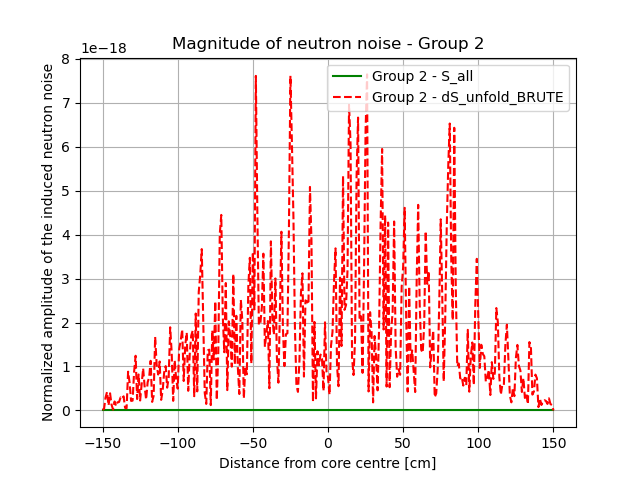 Magnitude of neutron noise - Group 2
1e−18
Group 2 - S_all
Group 2 - dS_unfold_BRUTE
Normalized amplitude of the induced neutron noise
8
7
6
5
4
3
2
1
0
−150
−100
−50
0
50
100
150
Distance from core centre [cm]